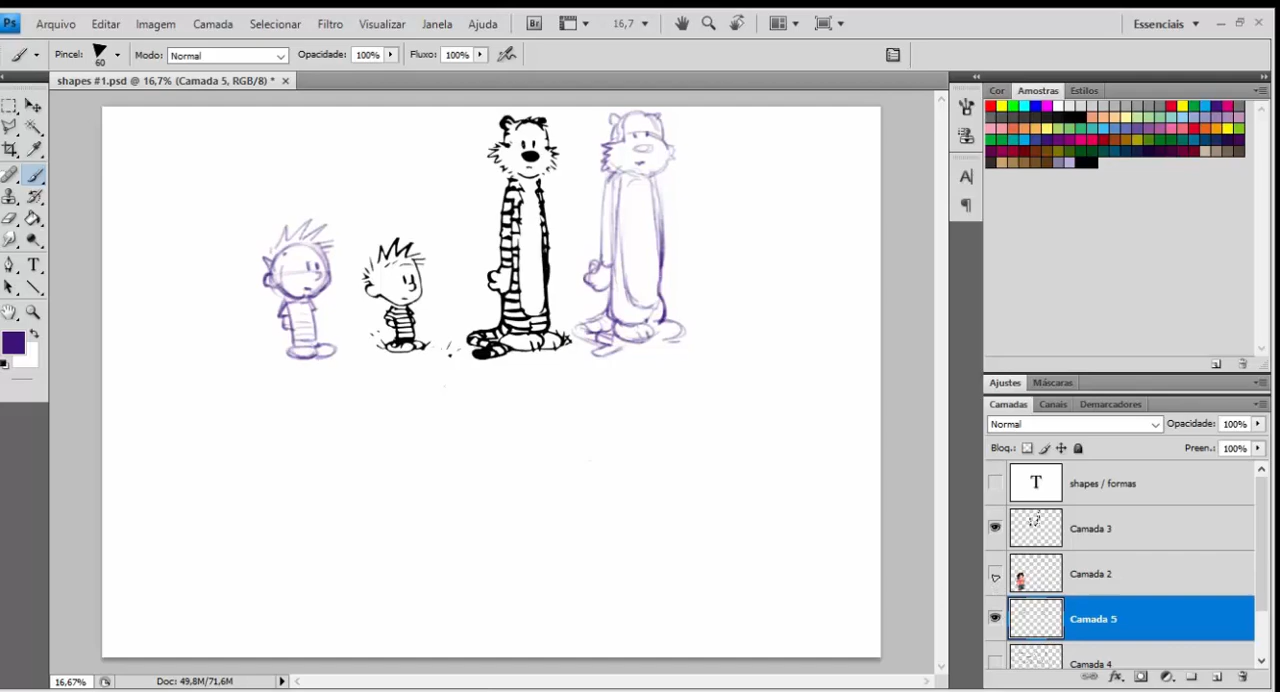 Ps Arquivo Editar Imagem Camada Selecionar Filtro Visualizar Janela Ajuda Br 16,7 Essenciais
Pincel: 60 Modo: Normal Opacidade: 100% Fluxo: 100%
shapes #1.psd @ 16,7% (Camada 5, RGB/8) *
Cor Amostras Estilos
Ajustes Máscaras
Camadas Canais Demarcadores
Normal Opacidade: 100%
Bloq.: Preen.: 100%
T shapes / formas
Camada 3
Camada 2
Camada 5
Camada 4
16,67% Doc: 49,8M/71,6M